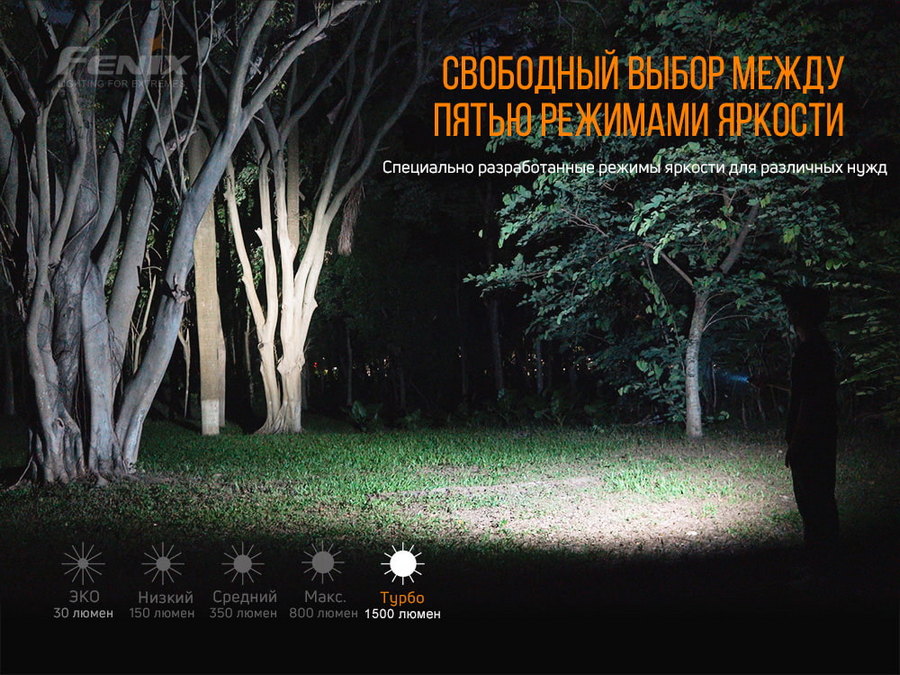 FENIX
LIGHTING FOR EXTREMES
СВОБОДНЫЙ ВЫБОР МЕЖДУ
ПЯТЬЮ РЕЖИМАМИ ЯРКОСТИ
Специально разработанные режимы яркости для различных нужд
ЭКО Низкий Средний Макс. Турбо
30 люмен 150 люмен 350 люмен 800 люмен 1500 люмен